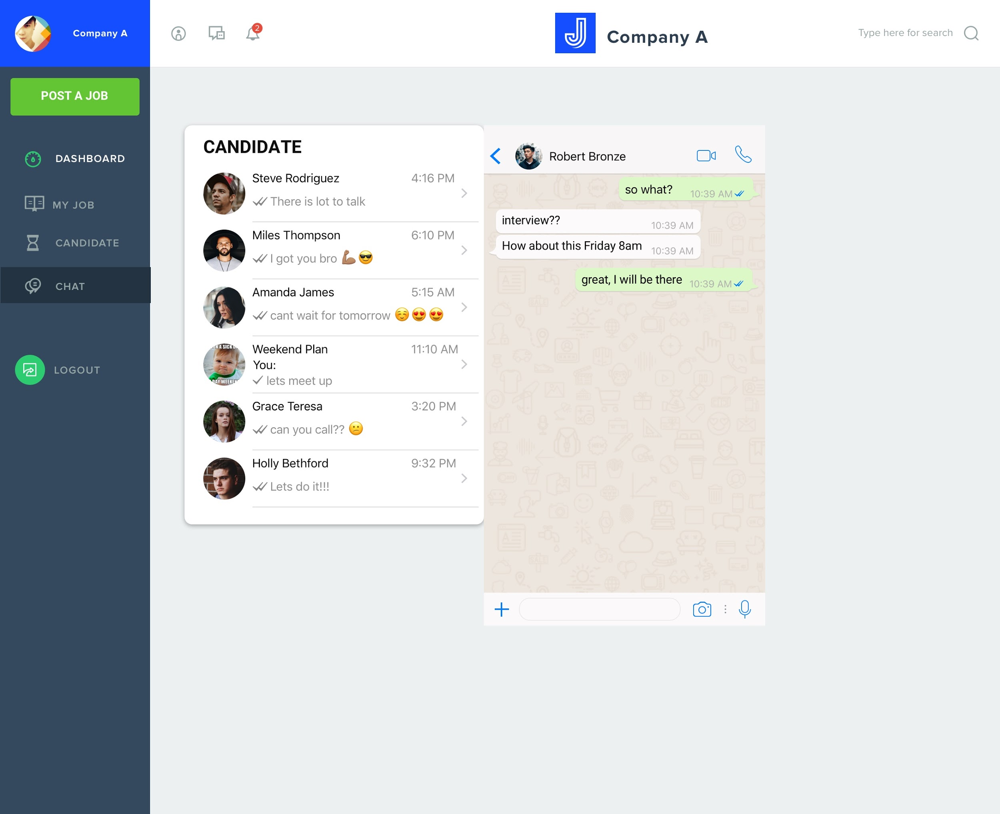 Company A
2
Company A
Type here for search
POST A JOB
DASHBOARD
MY JOB
CANDIDATE
CHAT
LOGOUT
CANDIDATE
Steve Rodriguez 4:16 PM
There is lot to talk
Miles Thompson 6:10 PM
I got you bro 💪🏽😎
Amanda James 5:15 AM
cant wait for tomorrow ☺️😍😍
Weekend Plan 11:10 AM
You:
lets meet up
Grace Teresa 3:20 PM
can you call?? 😕
Holly Bethford 9:32 PM
Lets do it!!!
Robert Bronze
so what? 10:39 AM
interview?? 10:39 AM
How about this Friday 8am 10:39 AM
great, I will be there 10:39 AM